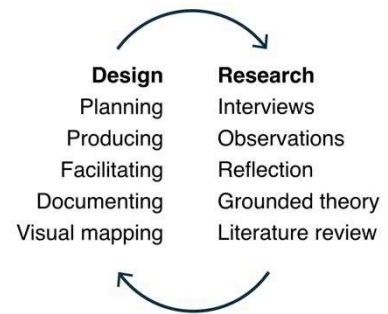 Design Research
Planning Interviews
Producing Observations
Facilitating Reflection
Documenting Grounded theory
Visual mapping Literature review